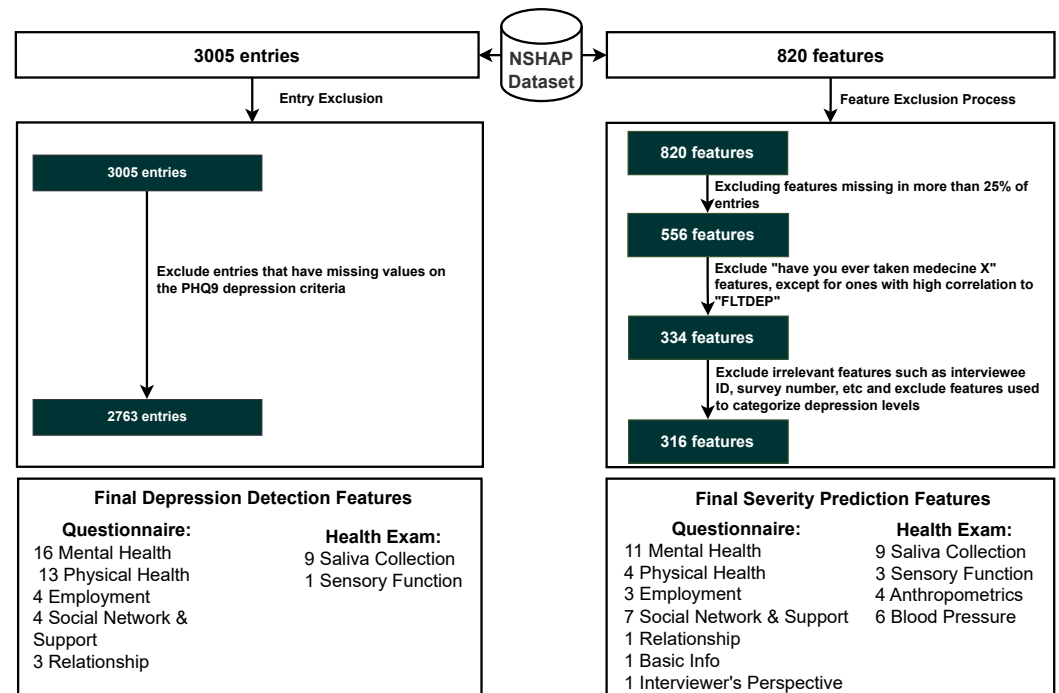 3005 entries
NSHAP
Dataset
820 features
Entry Exclusion
Feature Exclusion Process
3005 entries
Exclude entries that have missing values on
the PHQ9 depression criteria
2763 entries
820 features
Excluding features missing in more than 25% of
entries
556 features
Exclude "have you ever taken medecine X"
features, except for ones with high correlation to
"FLTDEP"
334 features
Exclude irrelevant features such as interviewee
ID, survey number, etc and exclude features used
to categorize depression levels
316 features
Final Depression Detection Features
Questionnaire:
16 Mental Health
13 Physical Health
4 Employment
4 Social Network &
Support
3 Relationship
Health Exam:
9 Saliva Collection
1 Sensory Function
Final Severity Prediction Features
Questionnaire:
11 Mental Health
4 Physical Health
3 Employment
7 Social Network & Support
1 Relationship
1 Basic Info
1 Interviewer's Perspective
Health Exam:
9 Saliva Collection
3 Sensory Function
4 Anthropometrics
6 Blood Pressure